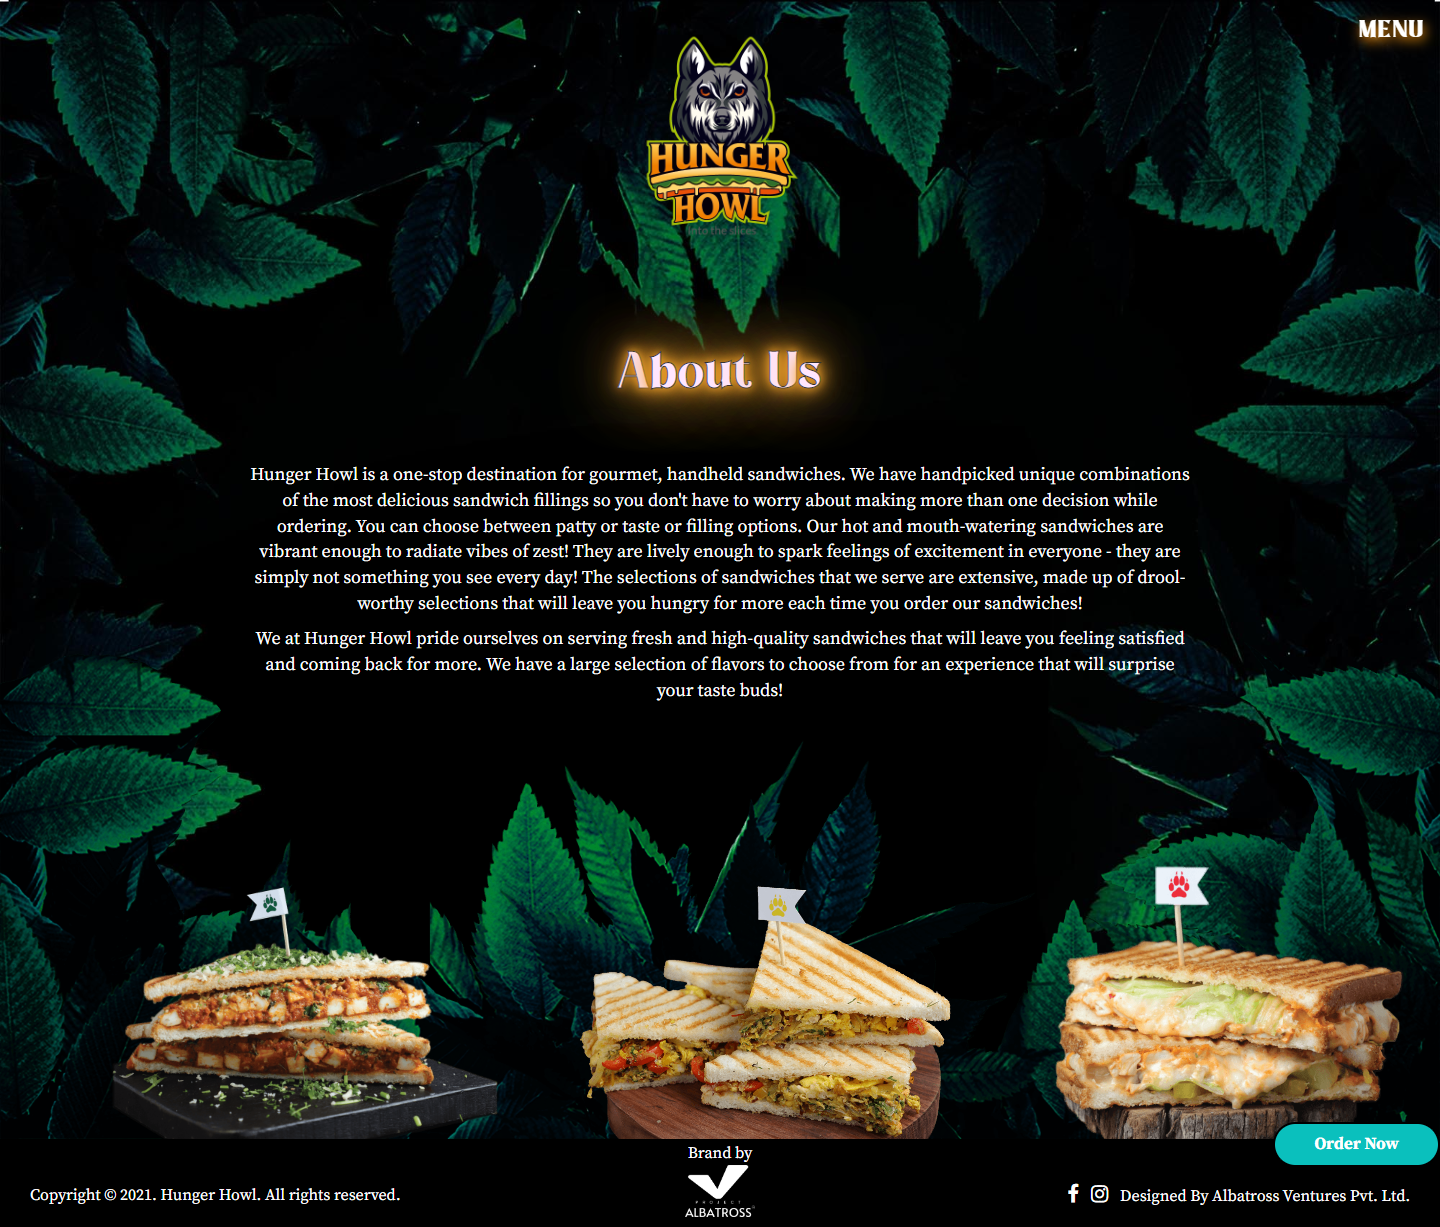 MENU
HUNGER
HOWL
Into the slices
About Us
Hunger Howl is a one-stop destination for gourmet, handheld sandwiches. We have handpicked unique combinations
of the most delicious sandwich fillings so you don't have to worry about making more than one decision while
ordering. You can choose between patty or taste or filling options. Our hot and mouth-watering sandwiches are
vibrant enough to radiate vibes of zest! They are lively enough to spark feelings of excitement in everyone - they are
simply not something you see every day! The selections of sandwiches that we serve are extensive, made up of drool-
worthy selections that will leave you hungry for more each time you order our sandwiches!
We at Hunger Howl pride ourselves on serving fresh and high-quality sandwiches that will leave you feeling satisfied
and coming back for more. We have a large selection of flavors to choose from for an experience that will surprise
your taste buds!
Order Now
Brand by
PROJECT
ALBATROSS
Copyright © 2021. Hunger Howl. All rights reserved.
Designed By Albatross Ventures Pvt. Ltd.